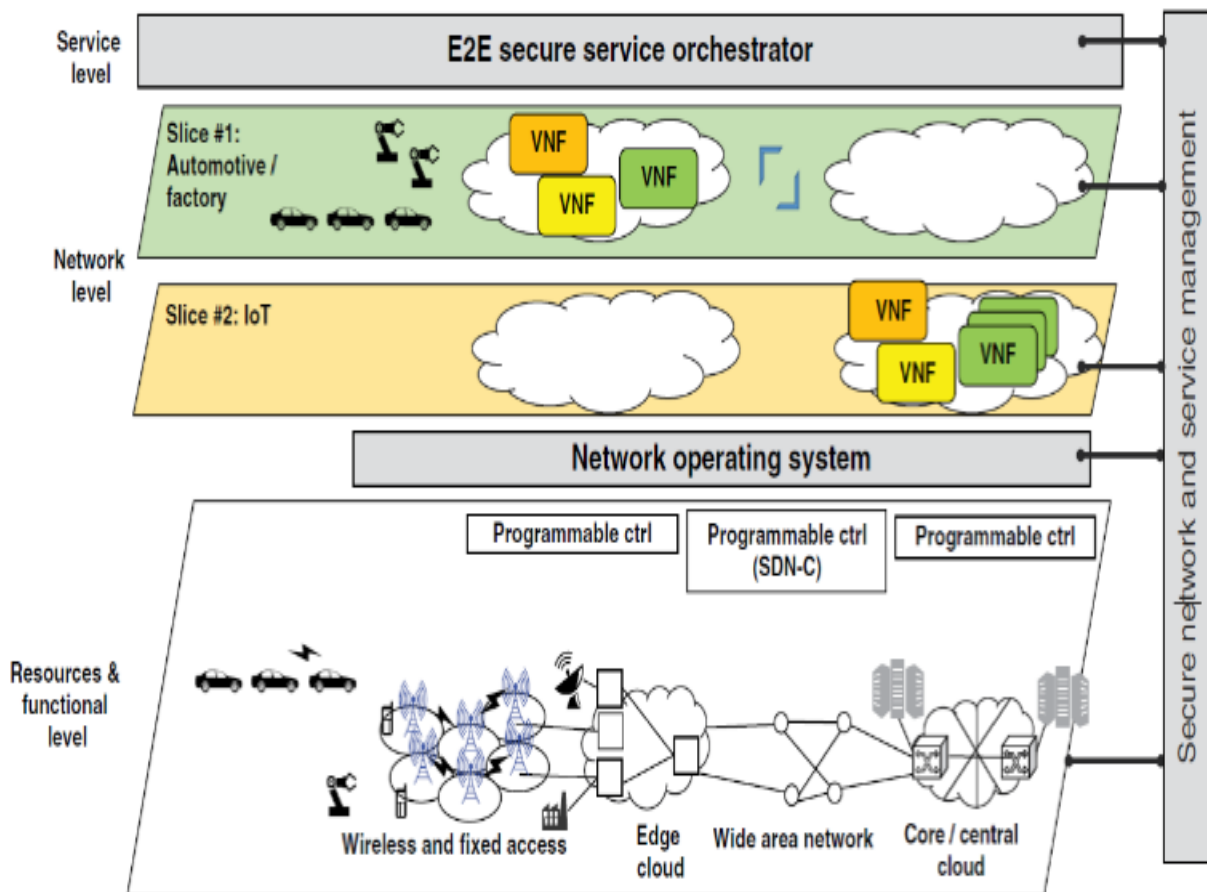 Service
level
E2E secure service orchestrator
Slice #1:
Automotive /
factory
VNF
VNF
VNF
Network
level
Slice #2: IoT
VNF
VNF
VNF
Network operating system
Programmable ctrl
Programmable ctrl
(SDN-C)
Programmable ctrl
Resources &
functional
level
Wireless and fixed access
Edge
cloud
Wide area network
Core / central
cloud
Secure network and service management